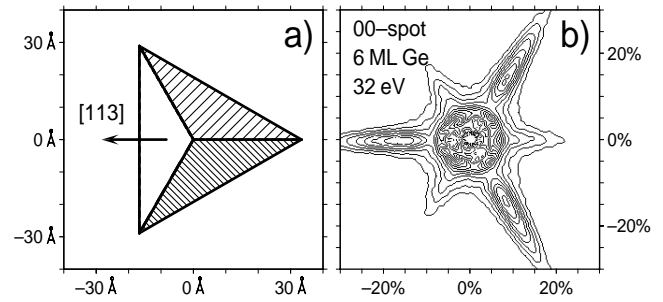 a)
30 Å
[113]
0 Å
–30 Å
–30 Å 0 Å 30 Å
b)
00–spot
6 ML Ge
32 eV
20%
0%
–20%
–20% 0% 20%